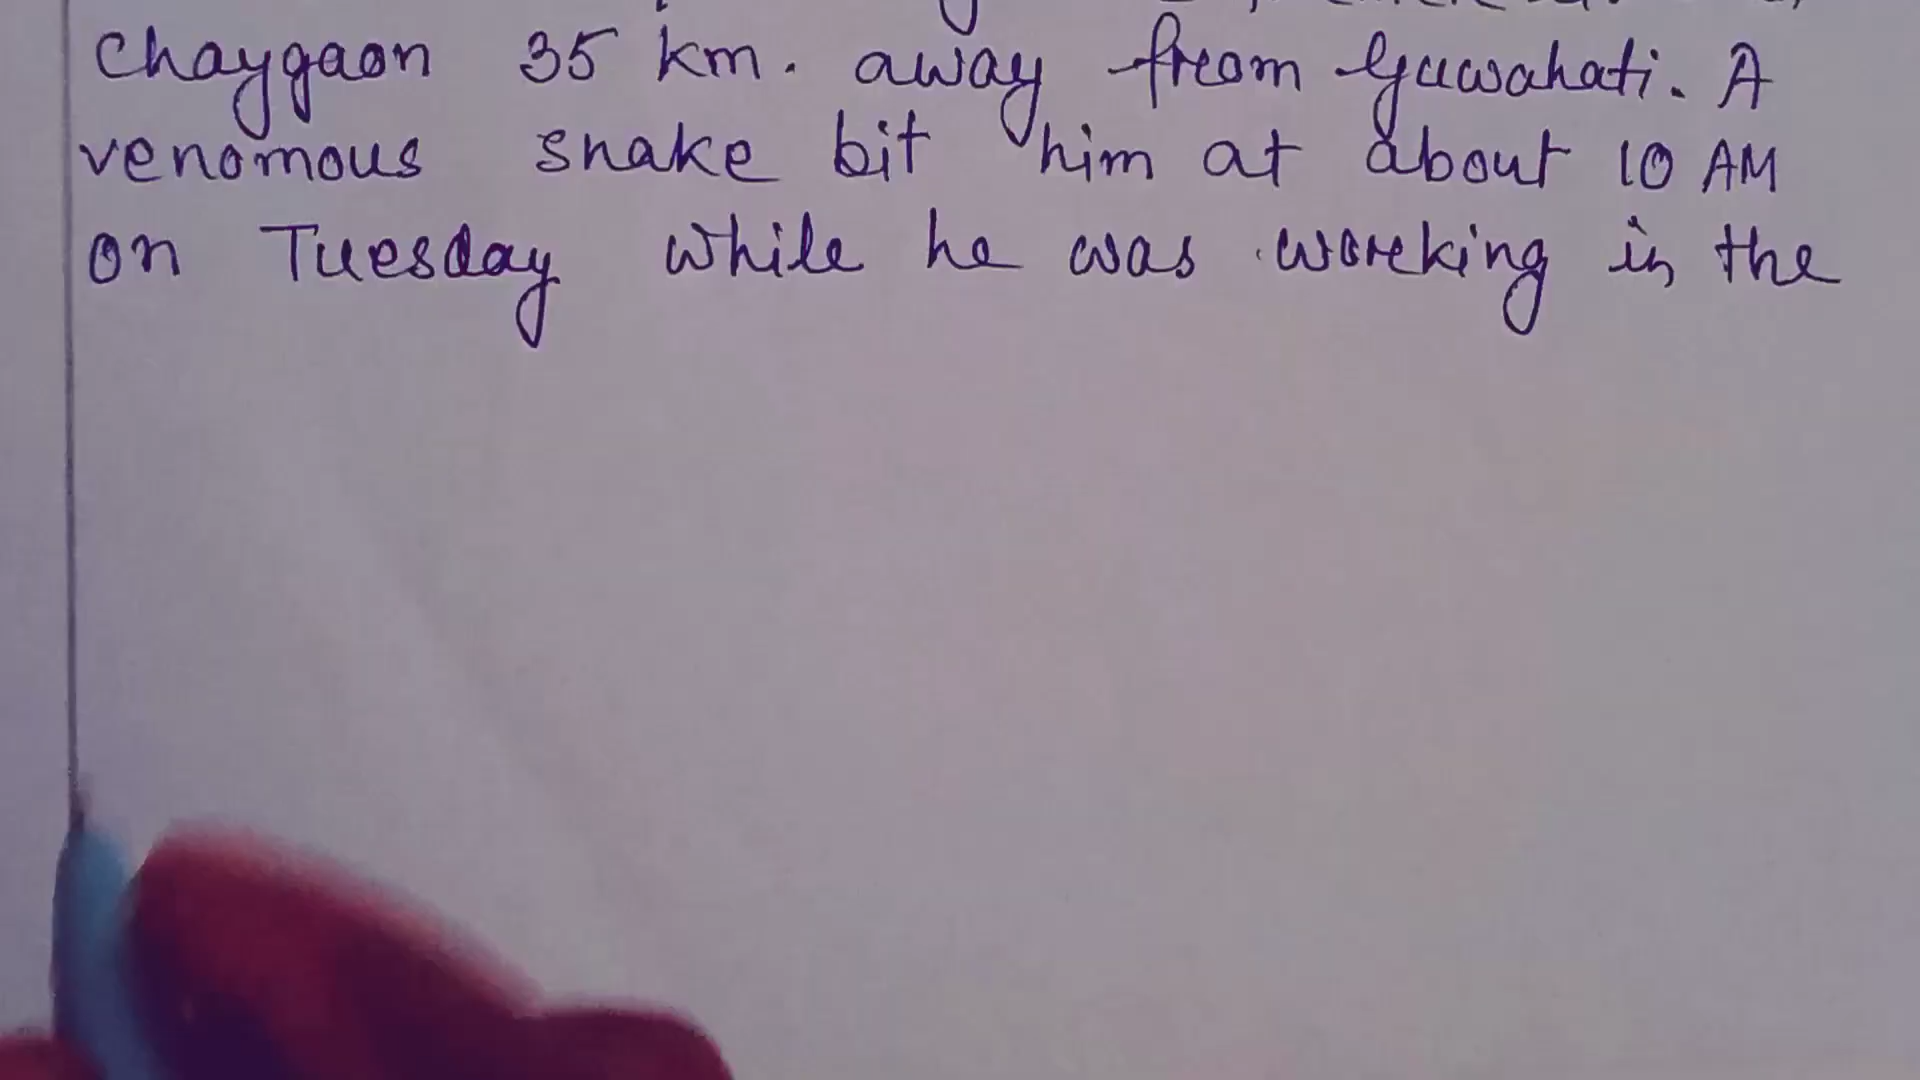 Chaygaon 35 km. away from Guwahati. A
venomous snake bit him at about 10 AM
on Tuesday while he was working in the